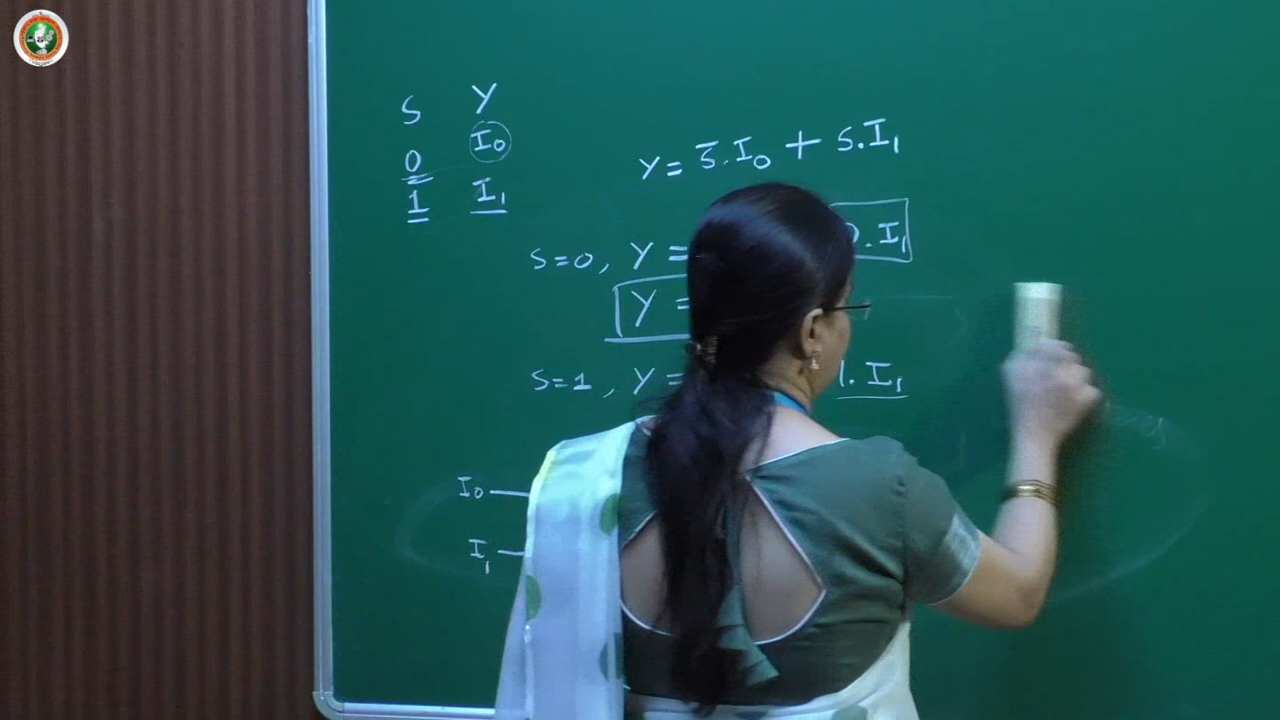 S Y
0 I₀
1 I₁
Y = S̅.I₀ + S.I₁
S=0, Y = 0.I₁
Y =
S=1, Y = 1.I₁
I₀
I₁